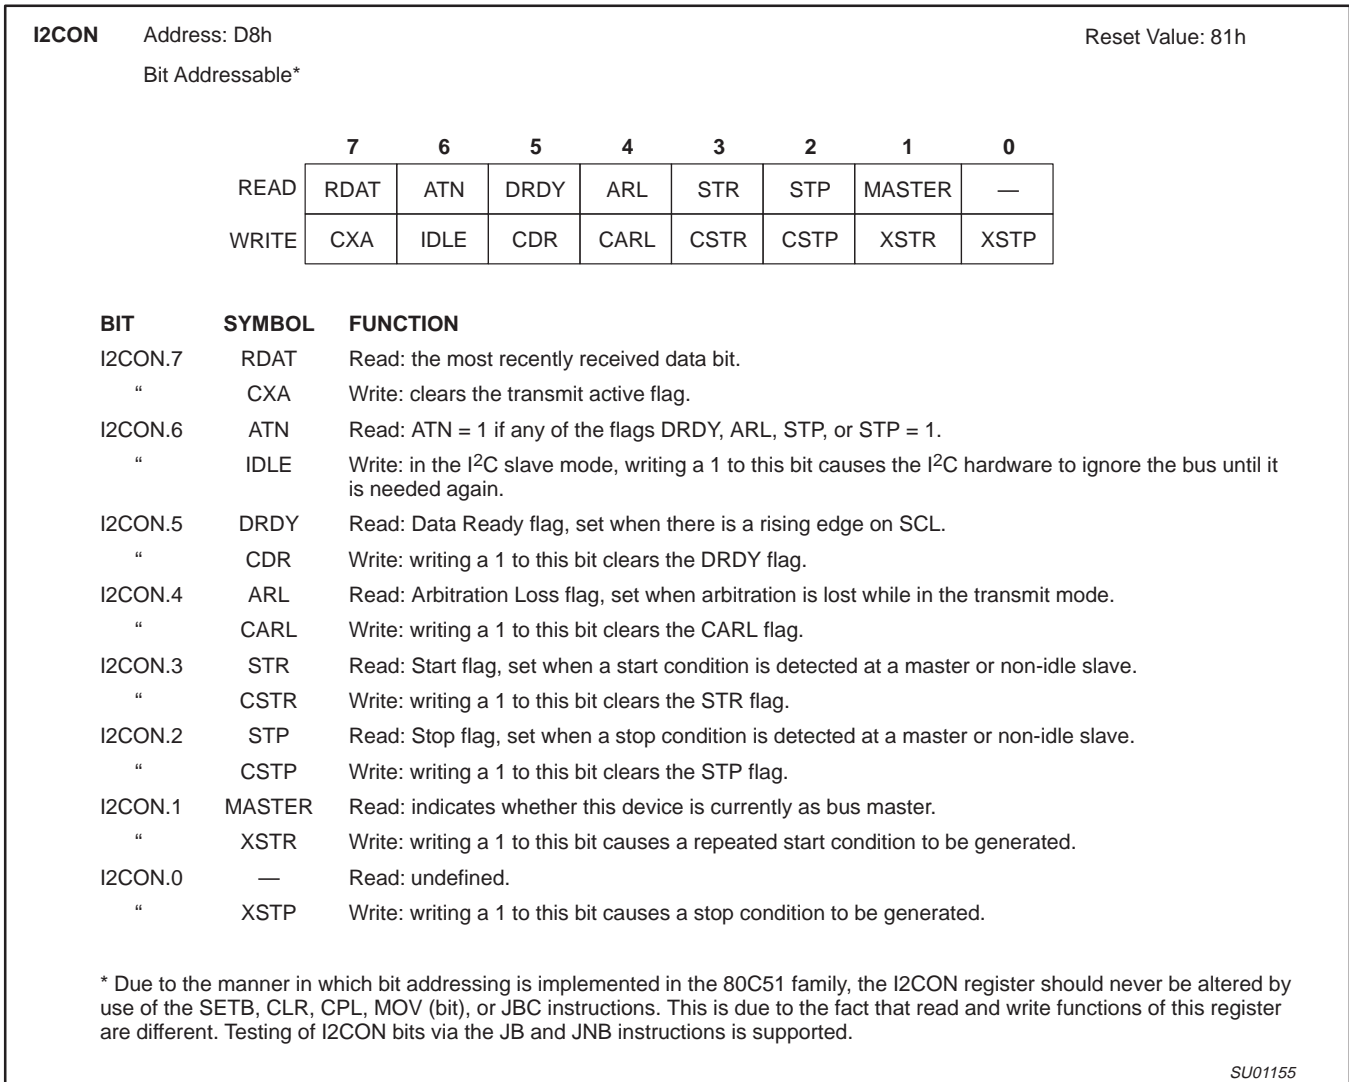 I2CON Address: D8h Reset Value: 81h
Bit Addressable*
7 6 5 4 3 2 1 0
READ RDAT ATN DRDY ARL STR STP MASTER —
WRITE CXA IDLE CDR CARL CSTR CSTP XSTR XSTP
BIT SYMBOL FUNCTION
I2CON.7 RDAT Read: the most recently received data bit.
“ CXA Write: clears the transmit active flag.
I2CON.6 ATN Read: ATN = 1 if any of the flags DRDY, ARL, STP, or STP = 1.
“ IDLE Write: in the I2C slave mode, writing a 1 to this bit causes the I2C hardware to ignore the bus until it
is needed again.
I2CON.5 DRDY Read: Data Ready flag, set when there is a rising edge on SCL.
“ CDR Write: writing a 1 to this bit clears the DRDY flag.
I2CON.4 ARL Read: Arbitration Loss flag, set when arbitration is lost while in the transmit mode.
“ CARL Write: writing a 1 to this bit clears the CARL flag.
I2CON.3 STR Read: Start flag, set when a start condition is detected at a master or non-idle slave.
“ CSTR Write: writing a 1 to this bit clears the STR flag.
I2CON.2 STP Read: Stop flag, set when a stop condition is detected at a master or non-idle slave.
“ CSTP Write: writing a 1 to this bit clears the STP flag.
I2CON.1 MASTER Read: indicates whether this device is currently as bus master.
“ XSTR Write: writing a 1 to this bit causes a repeated start condition to be generated.
I2CON.0 — Read: undefined.
“ XSTP Write: writing a 1 to this bit causes a stop condition to be generated.
* Due to the manner in which bit addressing is implemented in the 80C51 family, the I2CON register should never be altered by
use of the SETB, CLR, CPL, MOV (bit), or JBC instructions. This is due to the fact that read and write functions of this register
are different. Testing of I2CON bits via the JB and JNB instructions is supported.
SU01155